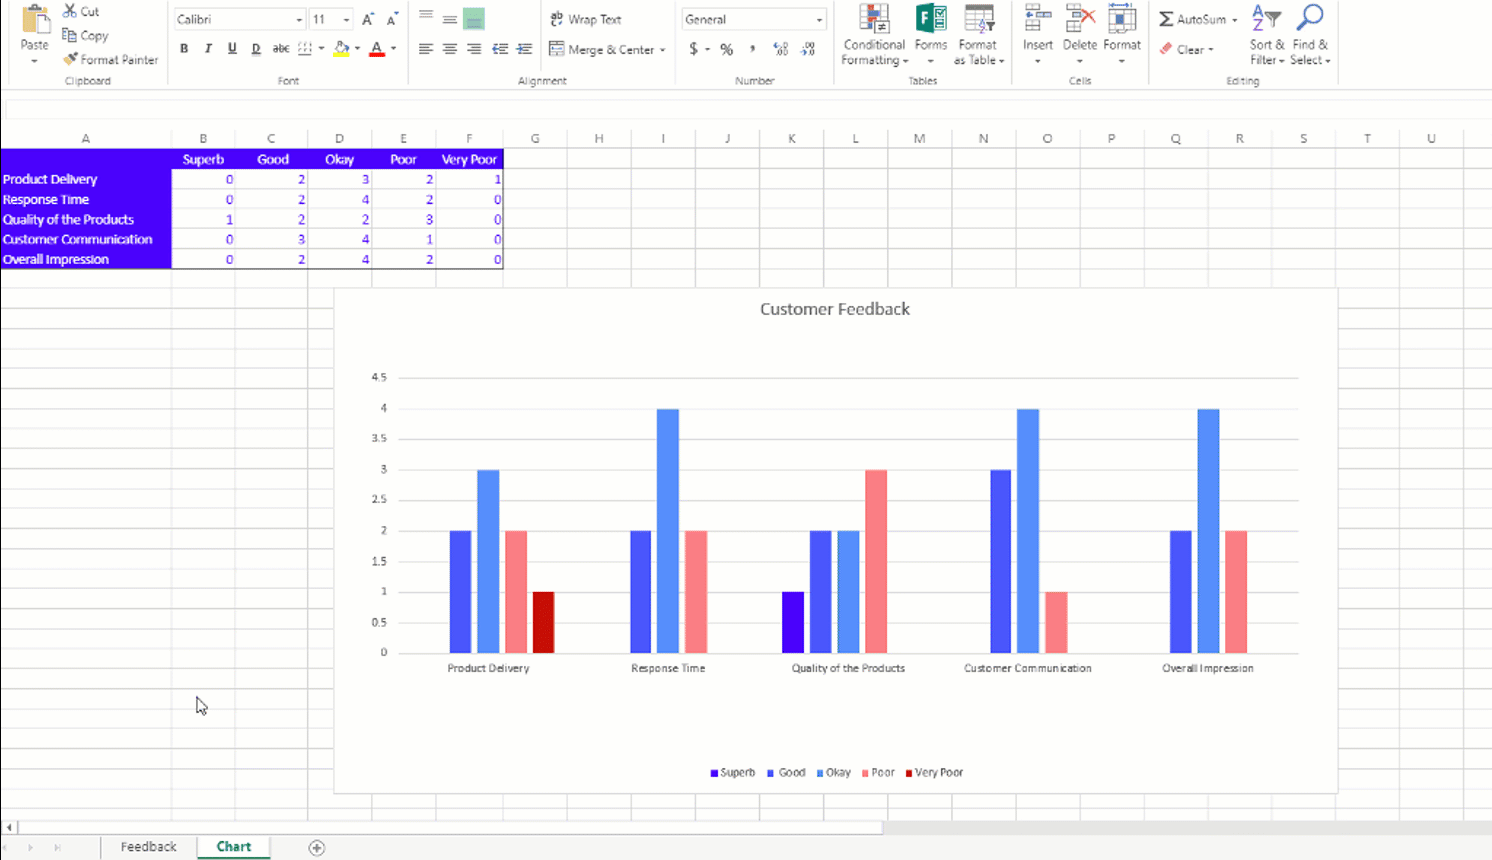 Cut
Copy
Format Painter
Paste
Clipboard
Calibri 11 A A
B I U D abc A
Font
Alignment
ab Wrap Text
Merge & Center
General
$ % , .00 .00
Number
Conditional Formatting
Forms
Format as Table
Tables
Insert
Delete
Format
Cells
AutoSum
Clear
Sort & Filter
Find & Select
Editing
A B C D E F G H I J K L M N O P Q R S T U
Superb Good Okay Poor Very Poor
Product Delivery 0 2 3 2 1
Response Time 0 2 4 2 0
Quality of the Products 1 2 2 3 0
Customer Communication 0 3 4 1 0
Overall Impression 0 2 4 2 0
Customer Feedback
4.5
4
3.5
3
2.5
2
1.5
1
0.5
0
Product Delivery Response Time Quality of the Products Customer Communication Overall Impression
Superb Good Okay Poor Very Poor
Feedback Chart